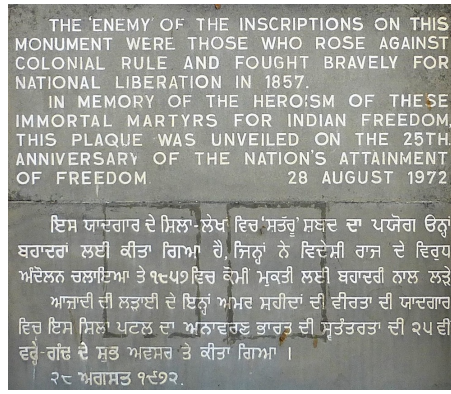 THE 'ENEMY' OF THE INSCRIPTIONS ON THIS
MONUMENT WERE THOSE WHO ROSE AGAINST
COLONIAL RULE AND FOUGHT BRAVELY FOR
NATIONAL LIBERATION IN 1857.
IN MEMORY OF THE HEROISM OF THESE
IMMORTAL MARTYRS FOR INDIAN FREEDOM,
THIS PLAQUE WAS UNVEILED ON THE 25TH
ANNIVERSARY OF THE NATION'S ATTAINMENT
OF FREEDOM. 28 AUGUST 1972
ਇਸ ਯਾਦਗਾਰ ਦੇ ਸ਼ਿਲਾ-ਲੇਖ ਵਿਚ 'ਸਤੱਰੂ' ਸ਼ਬਦ ਦਾ ਪਯੋਗ ਉਨ੍ਹਾਂ
ਬਹਾਦਰਾਂ ਲਈ ਕੀਤਾ ਗਿਆ ਹੈ, ਜਿਨ੍ਹਾਂ ਨੇ ਵਿਦੇਸ਼ੀ ਰਾਜ ਦੇ ਵਿਰੁਧ
ਅੰਦੋਲਨ ਚਲਾਇਆ ਤੇ ੧੮੫੭ ਵਿਚ ਕੌਮੀ ਮੁਕਤੀ ਲਈ ਬਹਾਦਰੀ ਨਾਲ ਲੜੇ
ਆਜ਼ਾਦੀ ਦੀ ਲੜਾਈ ਦੇ ਇਨ੍ਹਾਂ ਅਮਰ ਸ਼ਹੀਦਾਂ ਦੀ ਵੀਰਤਾ ਦੀ ਯਾਦਗਾਰ
ਵਿਚ ਇਸ ਸ਼ਿਲਾ ਪਟਲ ਦਾ ਅਨਾਵਰਣ ਭਾਰਤ ਦੀ ਸ੍ਵਤੰਤਰਤਾ ਦੀ ੨੫ ਵੀ
ਵਰ੍ਹੇ-ਗੰਢ ਦੇ ਸ਼ੁਭ ਅਵਸਰ ਤੇ ਕੀਤਾ ਗਿਆ ।
੨੮ ਅਗਸਤ ੧੯੭੨.